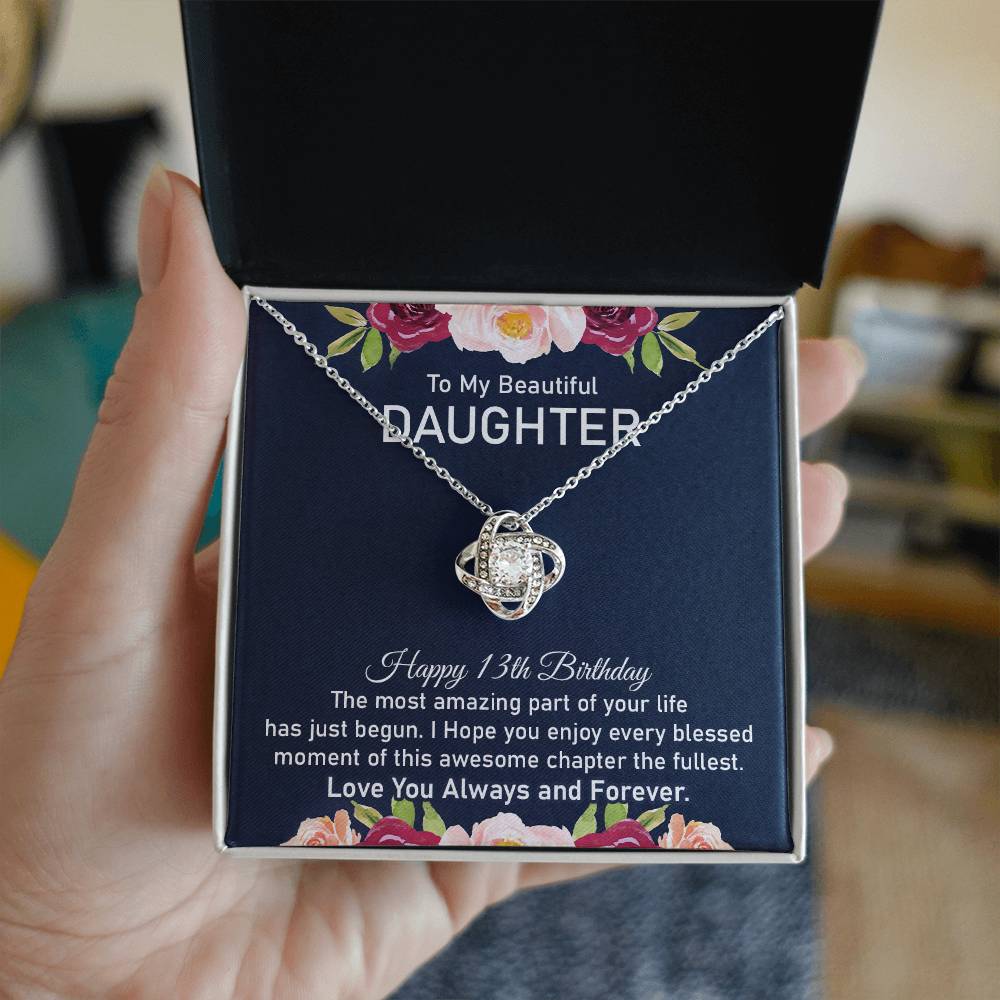 To My Beautiful
DAUGHTER
Happy 13th Birthday
The most amazing part of your life
has just begun. I Hope you enjoy every blessed
moment of this awesome chapter the fullest.
Love You Always and Forever.